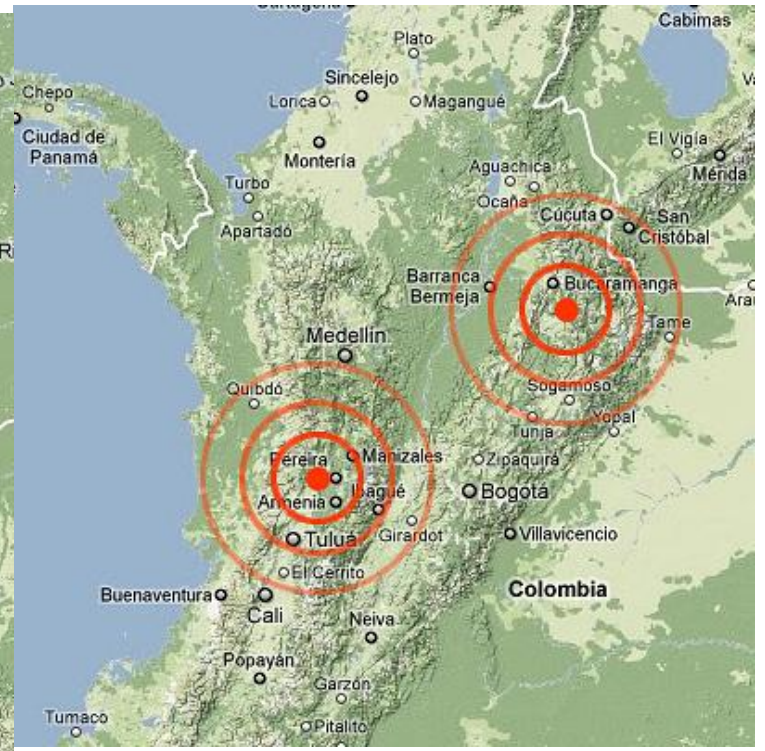 Cartagena
Cabimas
Plato
Sincelejo
Chepo
Lorica
Magangué
Ciudad de
Panamá
El Vigía
Montería
Mérida
Aguachica
Turbo
Ocaña
Cúcuta
San
Cristóbal
Apartadó
Barranca
Bermeja
Bucaramanga
Tame
Medellín
Quibdó
Sogamoso
Yopal
Tunja
Pereira
Manizales
Zipaquirá
Ibagué
Bogotá
Armenia
Tuluá
Girardot
Villavicencio
El Cerrito
Colombia
Buenaventura
Cali
Neiva
Popayán
Garzón
Tumaco
Pitalito